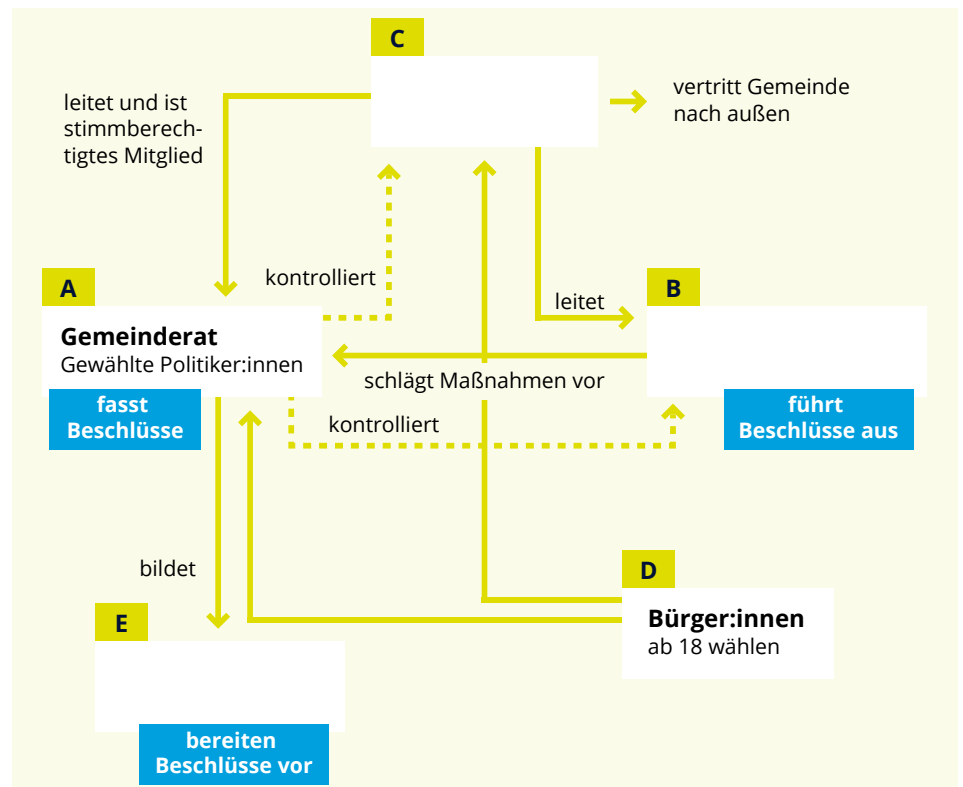 C
leitet und ist
stimmberech-
tigtes Mitglied
vertritt Gemeinde
nach außen
kontrolliert
A
Gemeinderat
Gewählte Politiker:innen
fasst
Beschlüsse
leitet
B
führt
Beschlüsse aus
schlägt Maßnahmen vor
kontrolliert
bildet
D
Bürger:innen
ab 18 wählen
E
bereiten
Beschlüsse vor